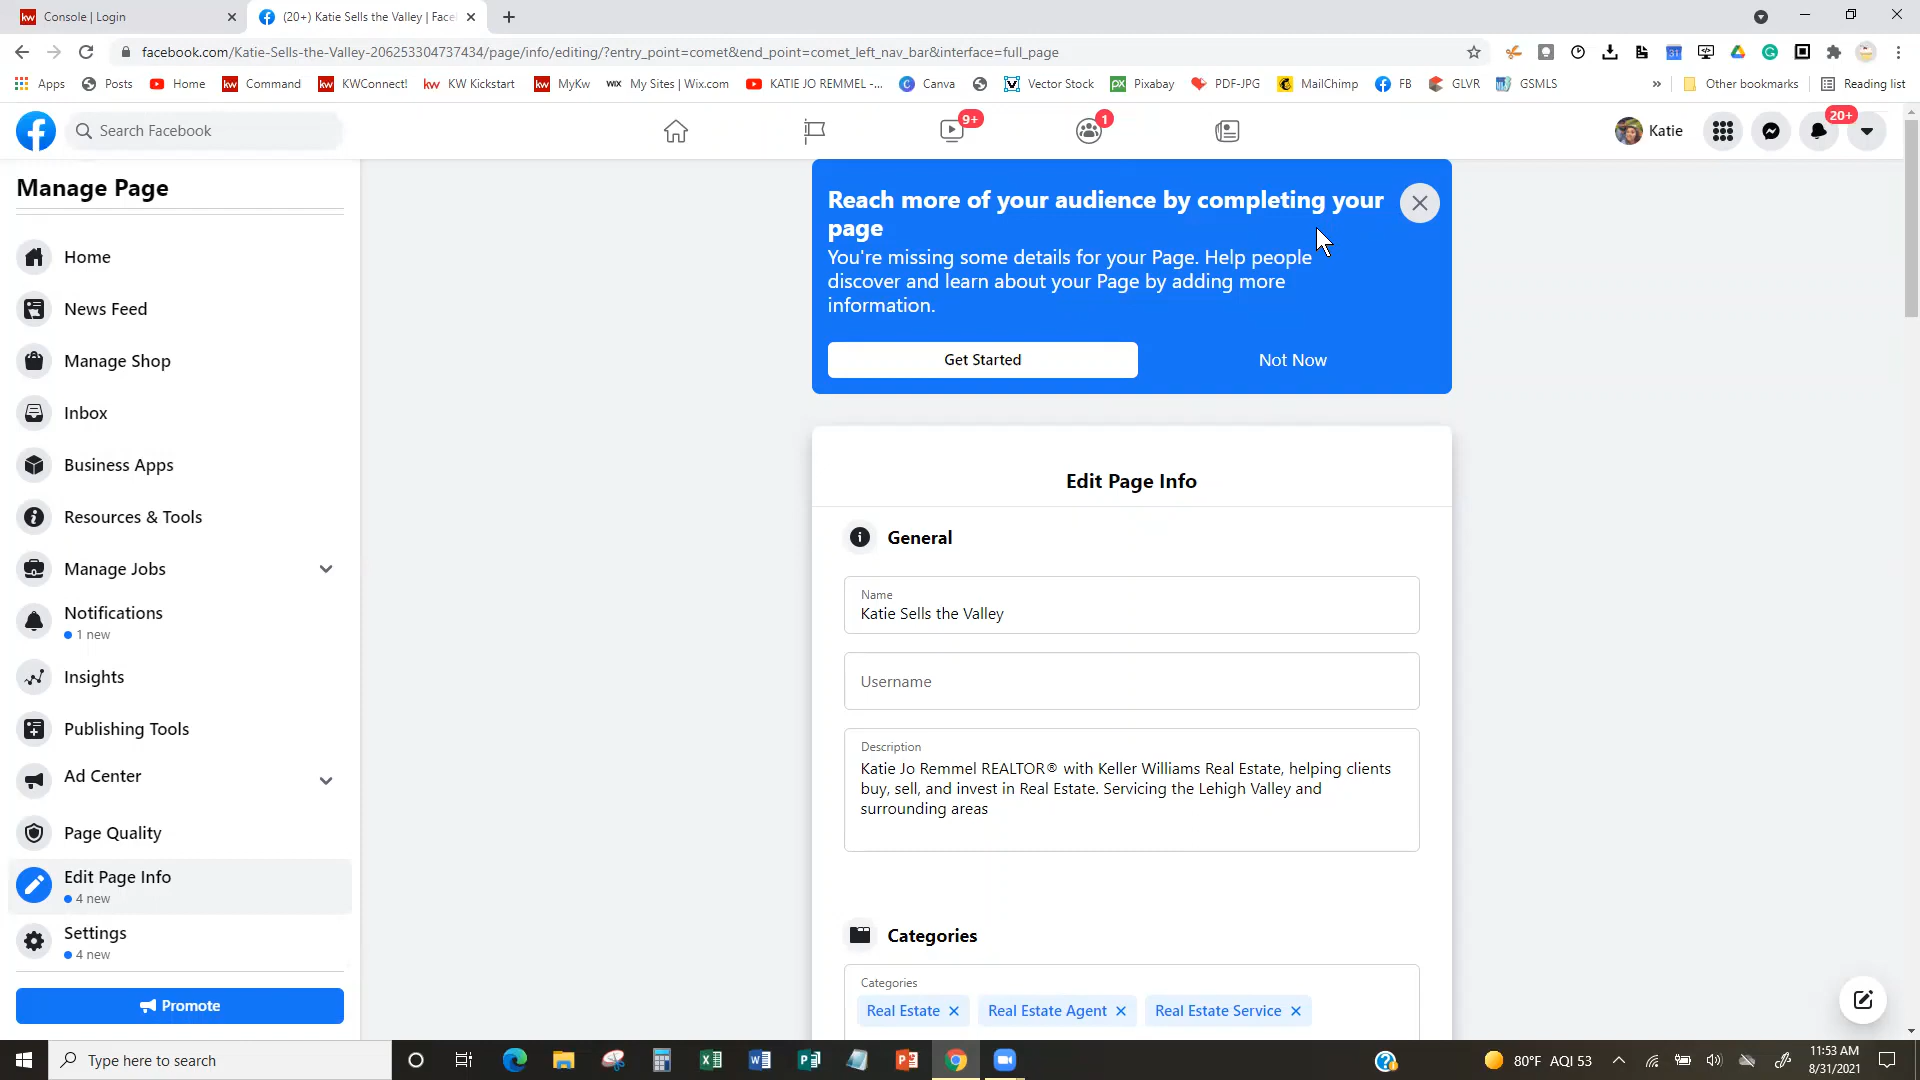 Console | Login
(20+) Katie Sells the Valley | Face
facebook.com/Katie-Sells-the-Valley-206253304737434/page/info/editing/?entry_point=comet&end_point=comet_left_nav_bar&interface=full_page
Apps Posts Home Command KWConnect! KW Kickstart MyKw My Sites | Wix.com KATIE JO REMMEL -... Canva Vector Stock Pixabay PDF-JPG MailChimp FB GLVR GSMLS » Other bookmarks Reading list
Search Facebook
9+
1
Katie
20+
Manage Page
Home
News Feed
Manage Shop
Inbox
Business Apps
Resources & Tools
Manage Jobs
Notifications
1 new
Insights
Publishing Tools
Ad Center
Page Quality
Edit Page Info
4 new
Settings
4 new
Promote
Reach more of your audience by completing your
page
You're missing some details for your Page. Help people
discover and learn about your Page by adding more
information.
Get Started
Not Now
Edit Page Info
General
Name
Katie Sells the Valley
Username
Description
Katie Jo Remmel REALTOR® with Keller Williams Real Estate, helping clients
buy, sell, and invest in Real Estate. Servicing the Lehigh Valley and
surrounding areas
Categories
Categories
Real Estate
Real Estate Agent
Real Estate Service
Type here to search
80°F AQI 53
11:53 AM
8/31/2021